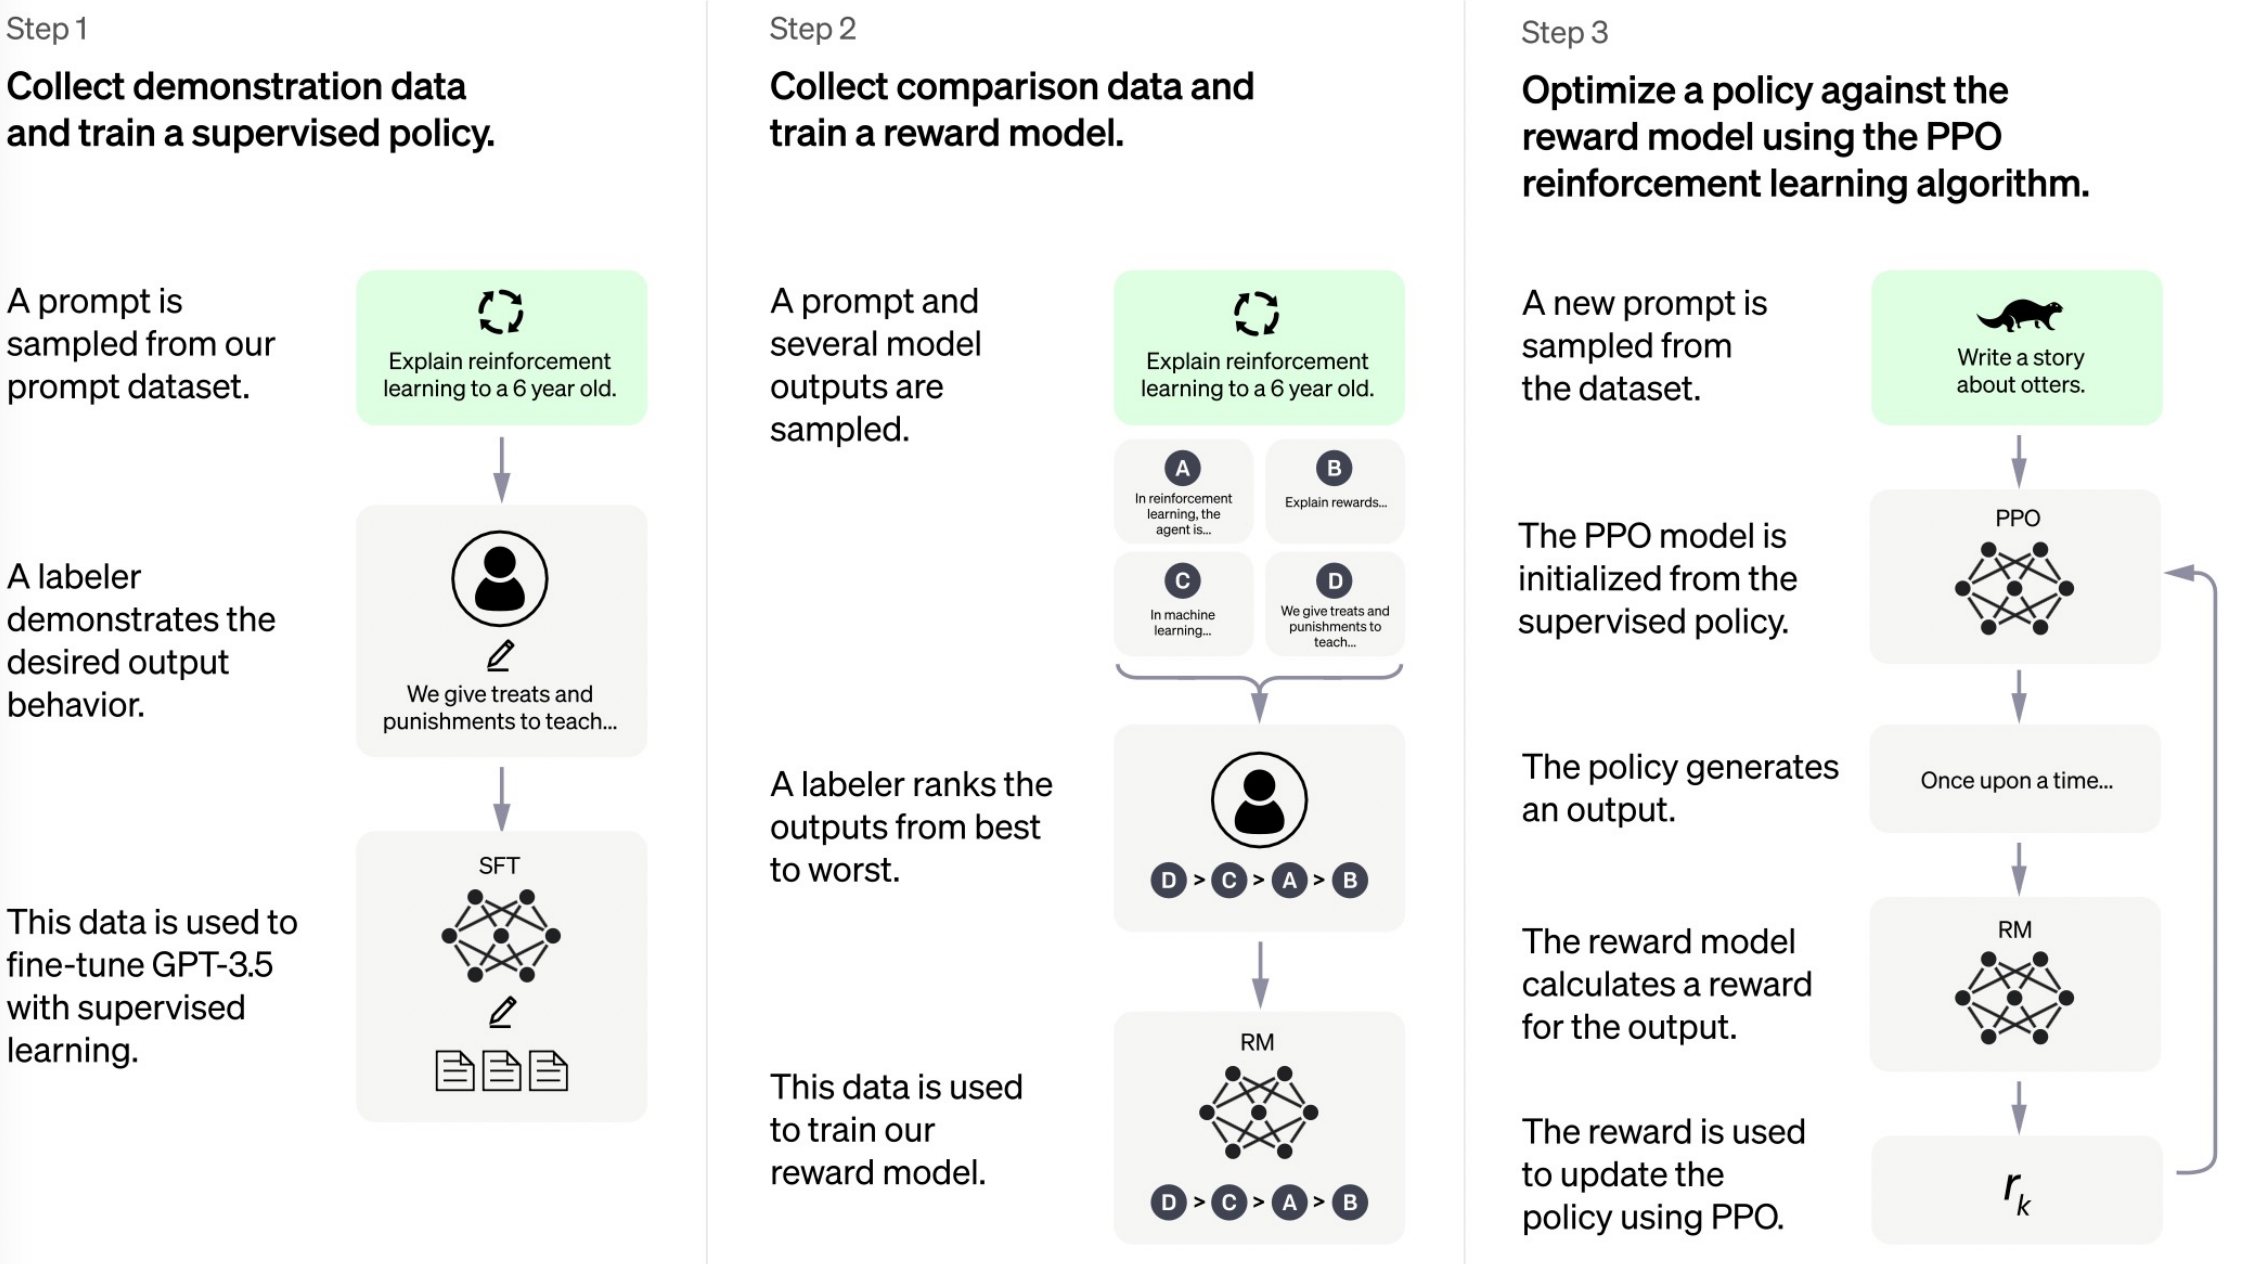 Step 1
Collect demonstration data
and train a supervised policy.
A prompt is
sampled from our
prompt dataset.
Explain reinforcement
learning to a 6 year old.
A labeler
demonstrates the
desired output
behavior.
We give treats and
punishments to teach...
This data is used to
fine-tune GPT-3.5
with supervised
learning.
SFT
Step 2
Collect comparison data and
train a reward model.
A prompt and
several model
outputs are
sampled.
Explain reinforcement
learning to a 6 year old.
A
In reinforcement
learning, the
agent is...
B
Explain rewards...
C
In machine
learning...
D
We give treats and
punishments to
teach...
A labeler ranks the
outputs from best
to worst.
D > C > A > B
This data is used
to train our
reward model.
RM
D > C > A > B
Step 3
Optimize a policy against the
reward model using the PPO
reinforcement learning algorithm.
A new prompt is
sampled from
the dataset.
Write a story
about otters.
The PPO model is
initialized from the
supervised policy.
PPO
The policy generates
an output.
Once upon a time...
The reward model
calculates a reward
for the output.
RM
The reward is used
to update the
policy using PPO.
r_k